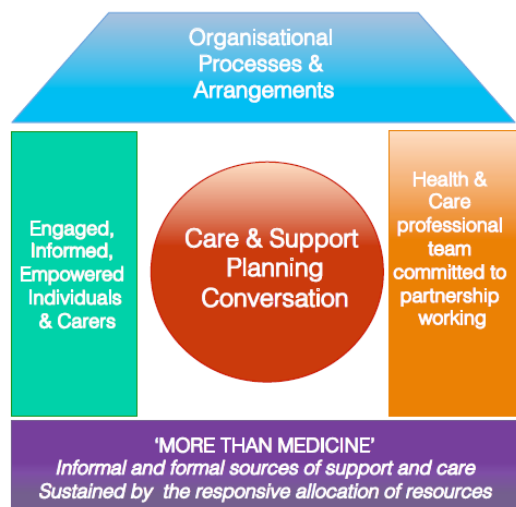 Organisational
Processes &
Arrangements
Engaged,
Informed,
Empowered
Individuals
& Carers
Care & Support
Planning
Conversation
Health &
Care
professional
team
committed to
partnership
working
'MORE THAN MEDICINE'
Informal and formal sources of support and care
Sustained by the responsive allocation of resources